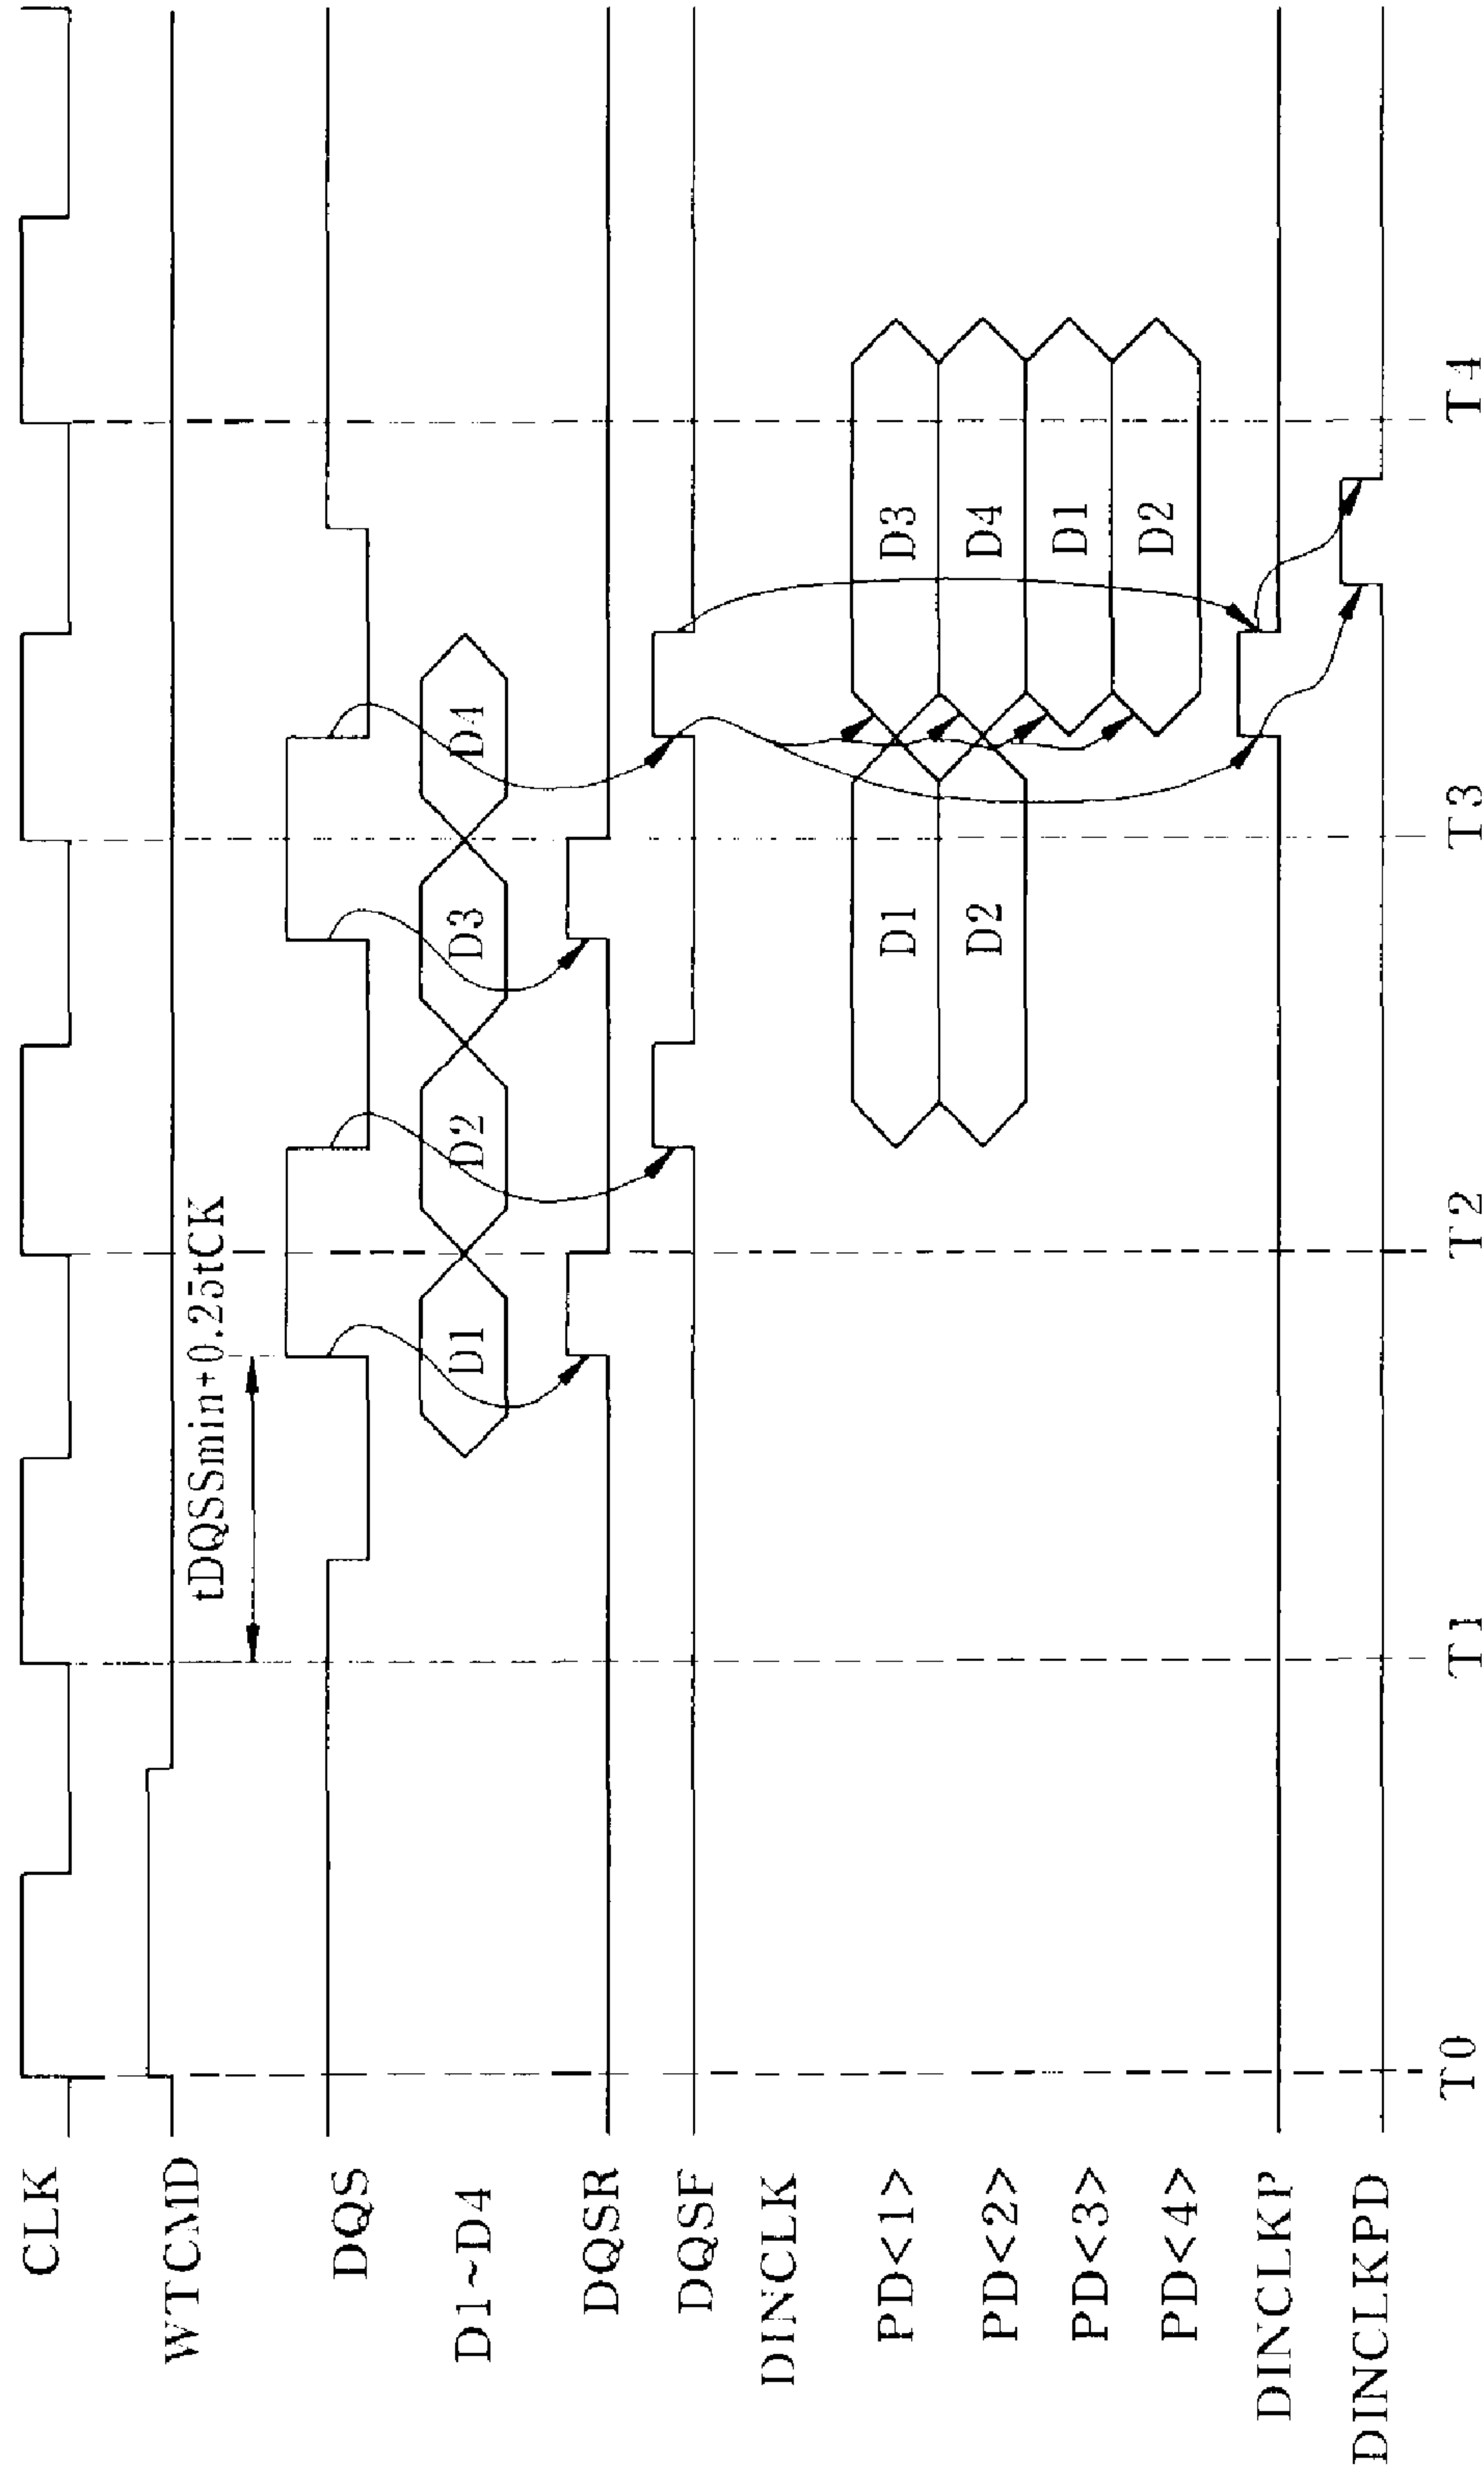 CLK
WTCMD
tDQSSmin+0.25tCK
DQS
D1~D4
D1 D2 D3 D4
DQSR
DQSF
DINCLK
PD<1> D1 D3
PD<2> D2 D4
PD<3> D1
PD<4> D2
DINCLKP
DINCLKPD
T0 T1 T2 T3 T4